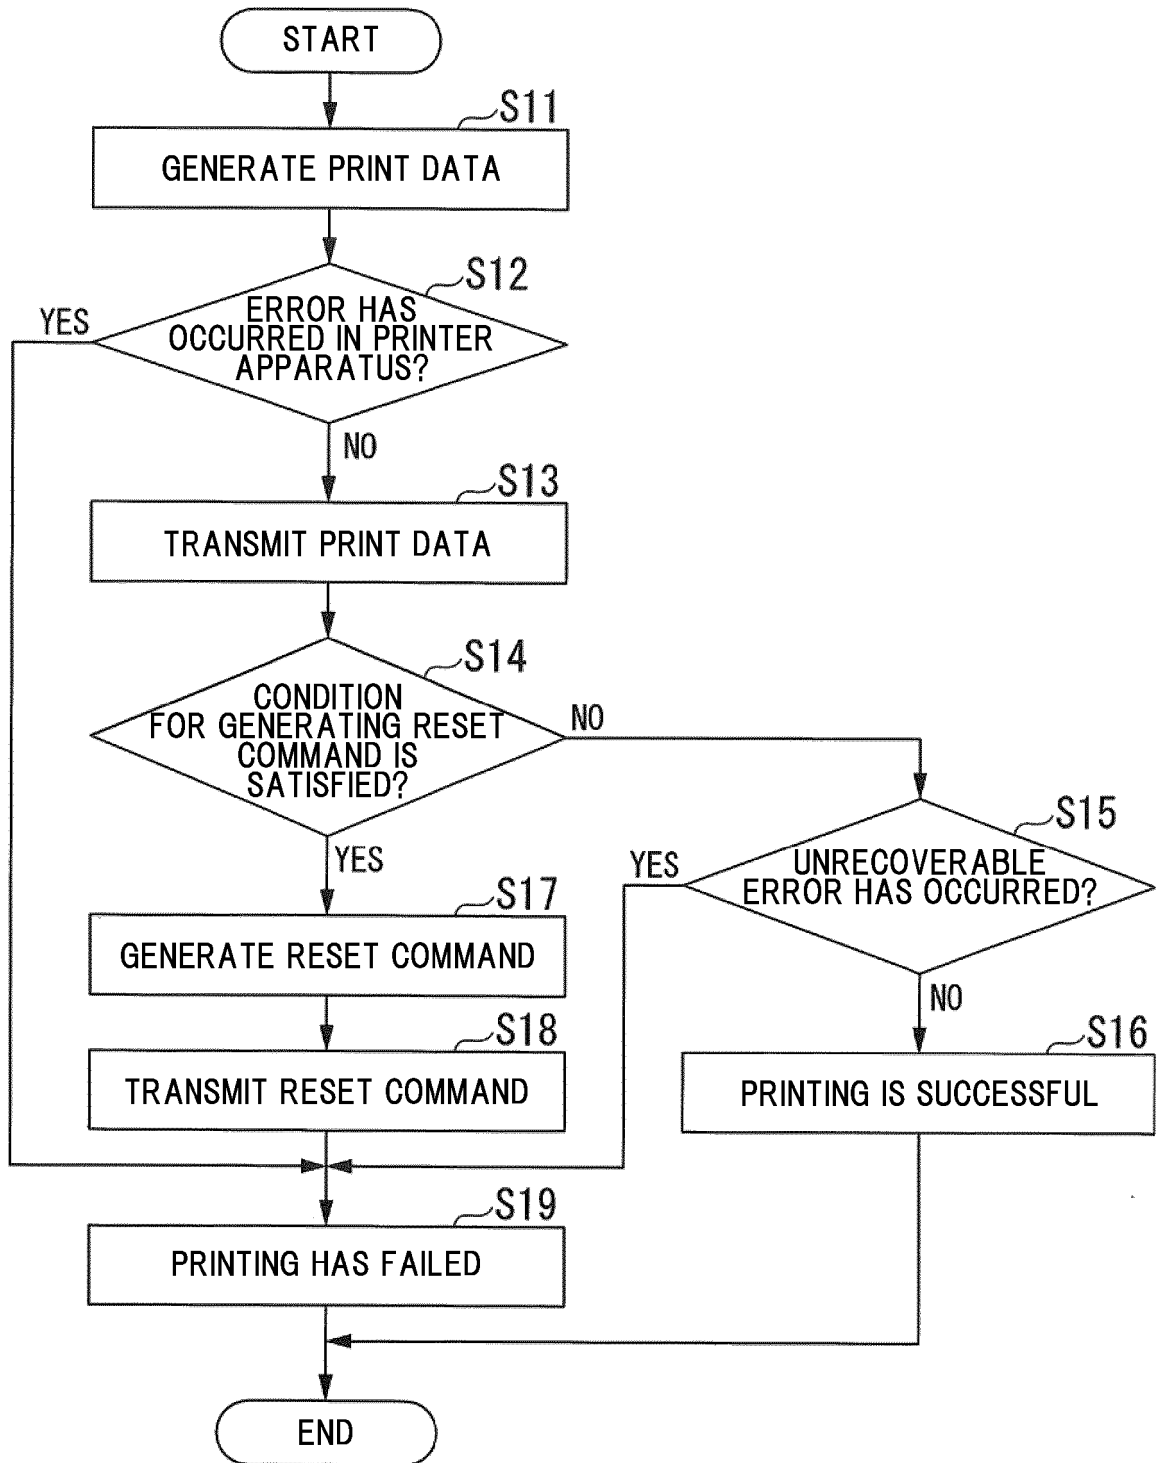 START
S11
GENERATE PRINT DATA
S12
YES
ERROR HAS
OCCURRED IN PRINTER
APPARATUS?
NO
S13
TRANSMIT PRINT DATA
S14
CONDITION
FOR GENERATING RESET
COMMAND IS
SATISFIED?
NO
YES
S15
UNRECOVERABLE
ERROR HAS OCCURRED?
YES
NO
S17
GENERATE RESET COMMAND
S18
TRANSMIT RESET COMMAND
S16
PRINTING IS SUCCESSFUL
S19
PRINTING HAS FAILED
END